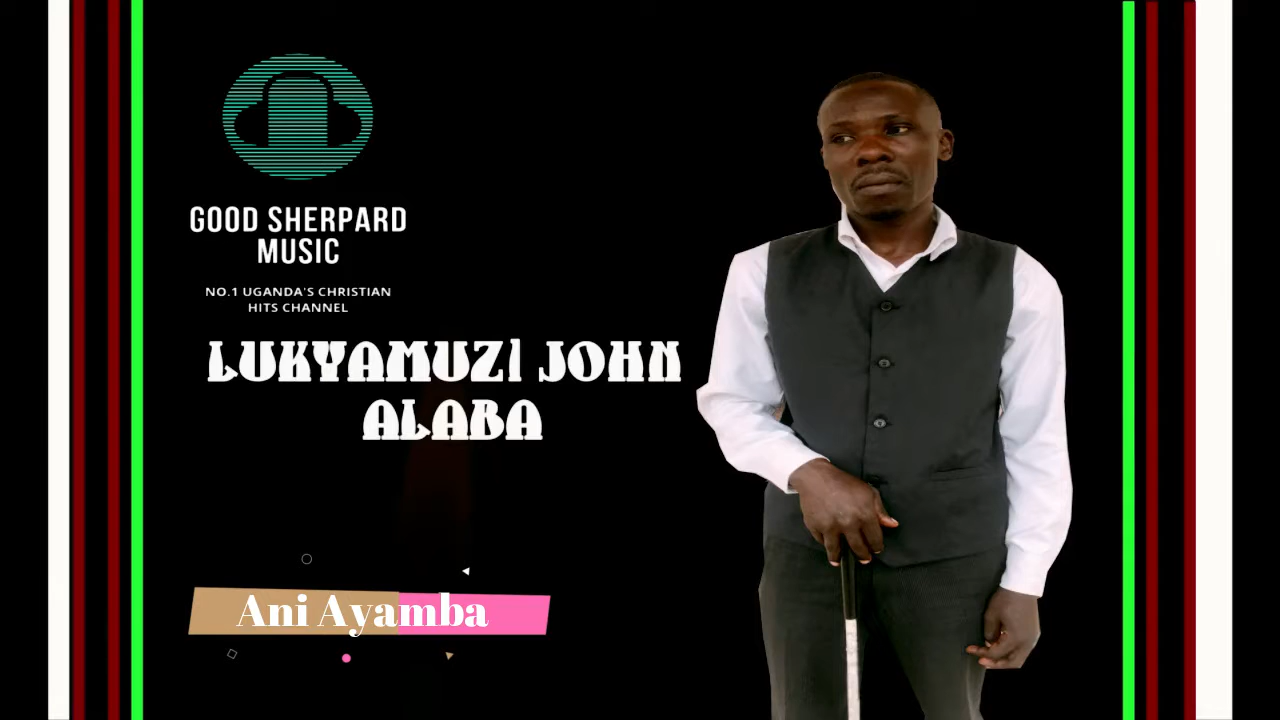 GOOD SHERPARD
MUSIC
NO.1 UGANDA'S CHRISTIAN
HITS CHANNEL
LUKYAMUZI JOHN
ALABA
Ani Ayamba